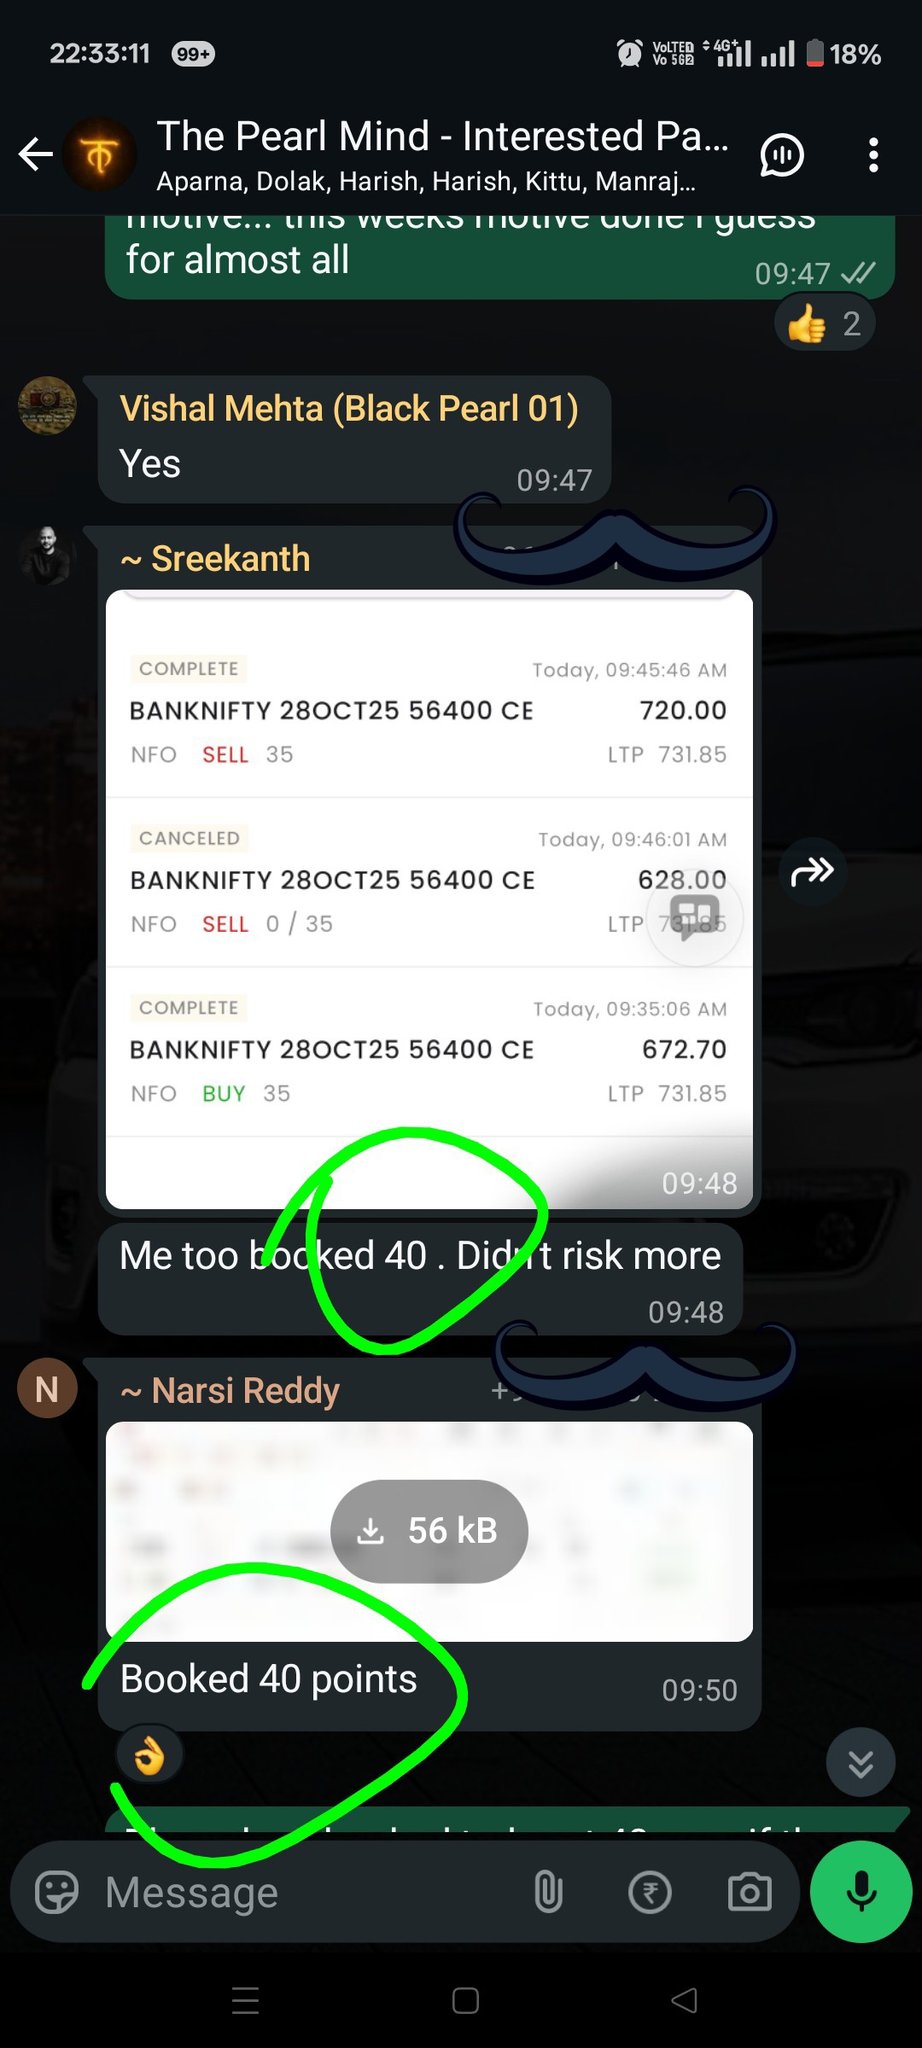 22:33:11 99+ VoLTED Vo 5G2 4G+ 18%
The Pearl Mind - Interested Pa...
Aparna, Dolak, Harish, Harish, Kittu, Manraj...
motive... this weeks motive done I guess
for almost all
09:47
👍 2
Vishal Mehta (Black Pearl 01)
Yes
09:47
~ Sreekanth
COMPLETE Today, 09:45:46 AM
BANKNIFTY 28OCT25 56400 CE 720.00
NFO SELL 35 LTP 731.85
CANCELED Today, 09:46:01 AM
BANKNIFTY 28OCT25 56400 CE 628.00
NFO SELL 0 / 35 LTP 731.85
COMPLETE Today, 09:35:06 AM
BANKNIFTY 28OCT25 56400 CE 672.70
NFO BUY 35 LTP 731.85
09:48
Me too booked 40 . Didn't risk more
09:48
N
~ Narsi Reddy
56 kB
Booked 40 points
09:50
👌
Message